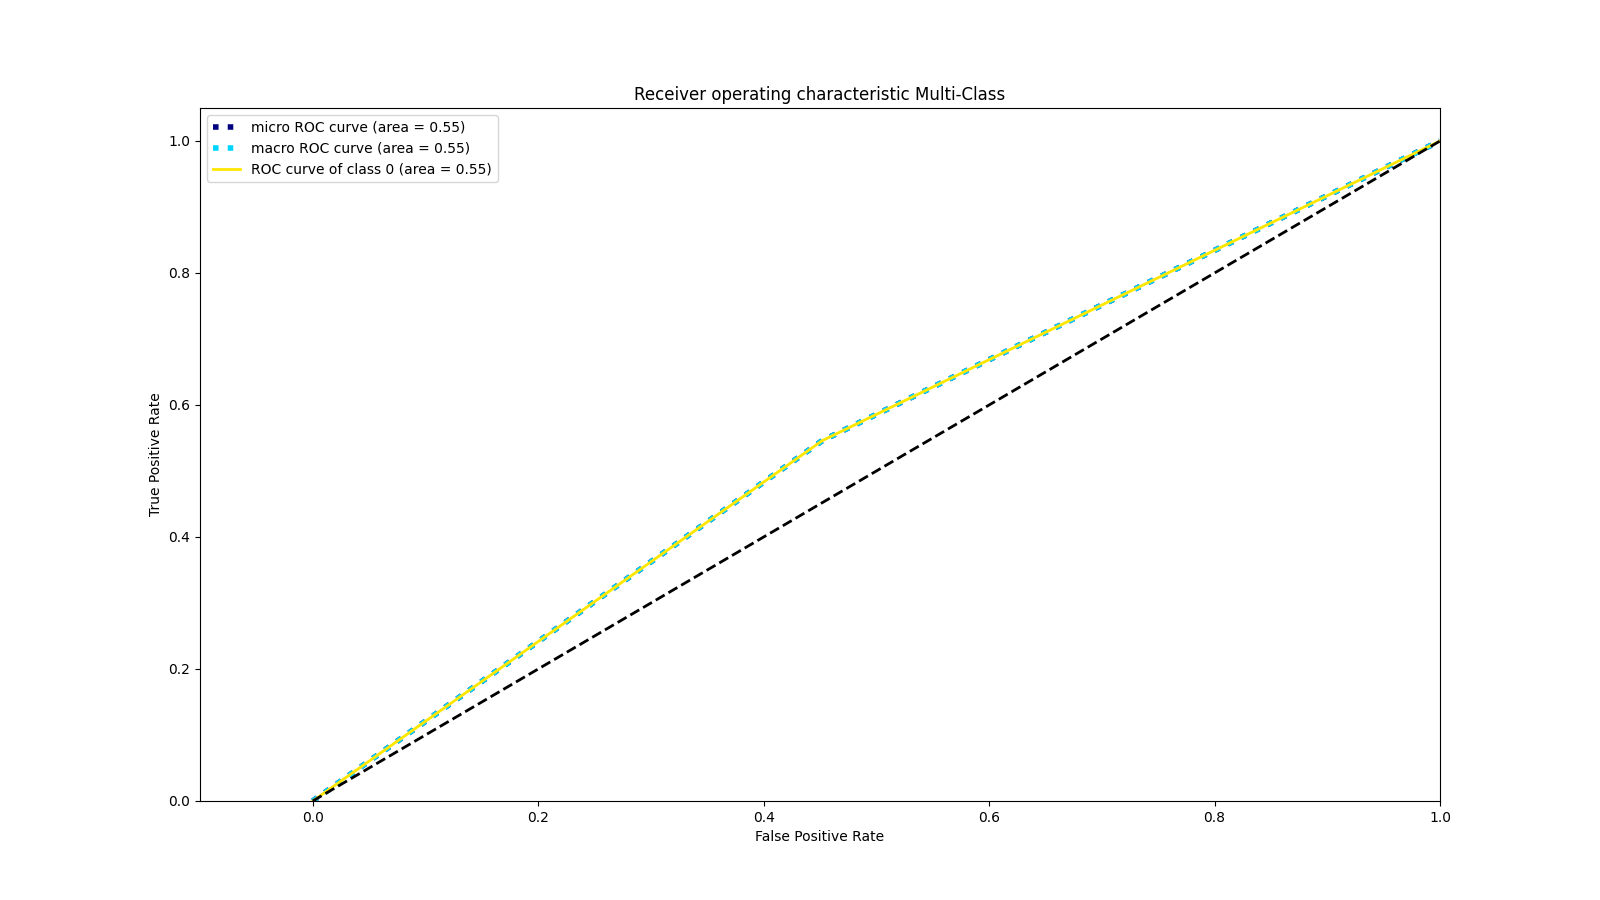 Receiver operating characteristic Multi-Class
micro ROC curve (area = 0.55)
macro ROC curve (area = 0.55)
ROC curve of class 0 (area = 0.55)
1.0
0.8
0.6
0.4
0.2
0.0
True Positive Rate
0.0 0.2 0.4 0.6 0.8 1.0
False Positive Rate